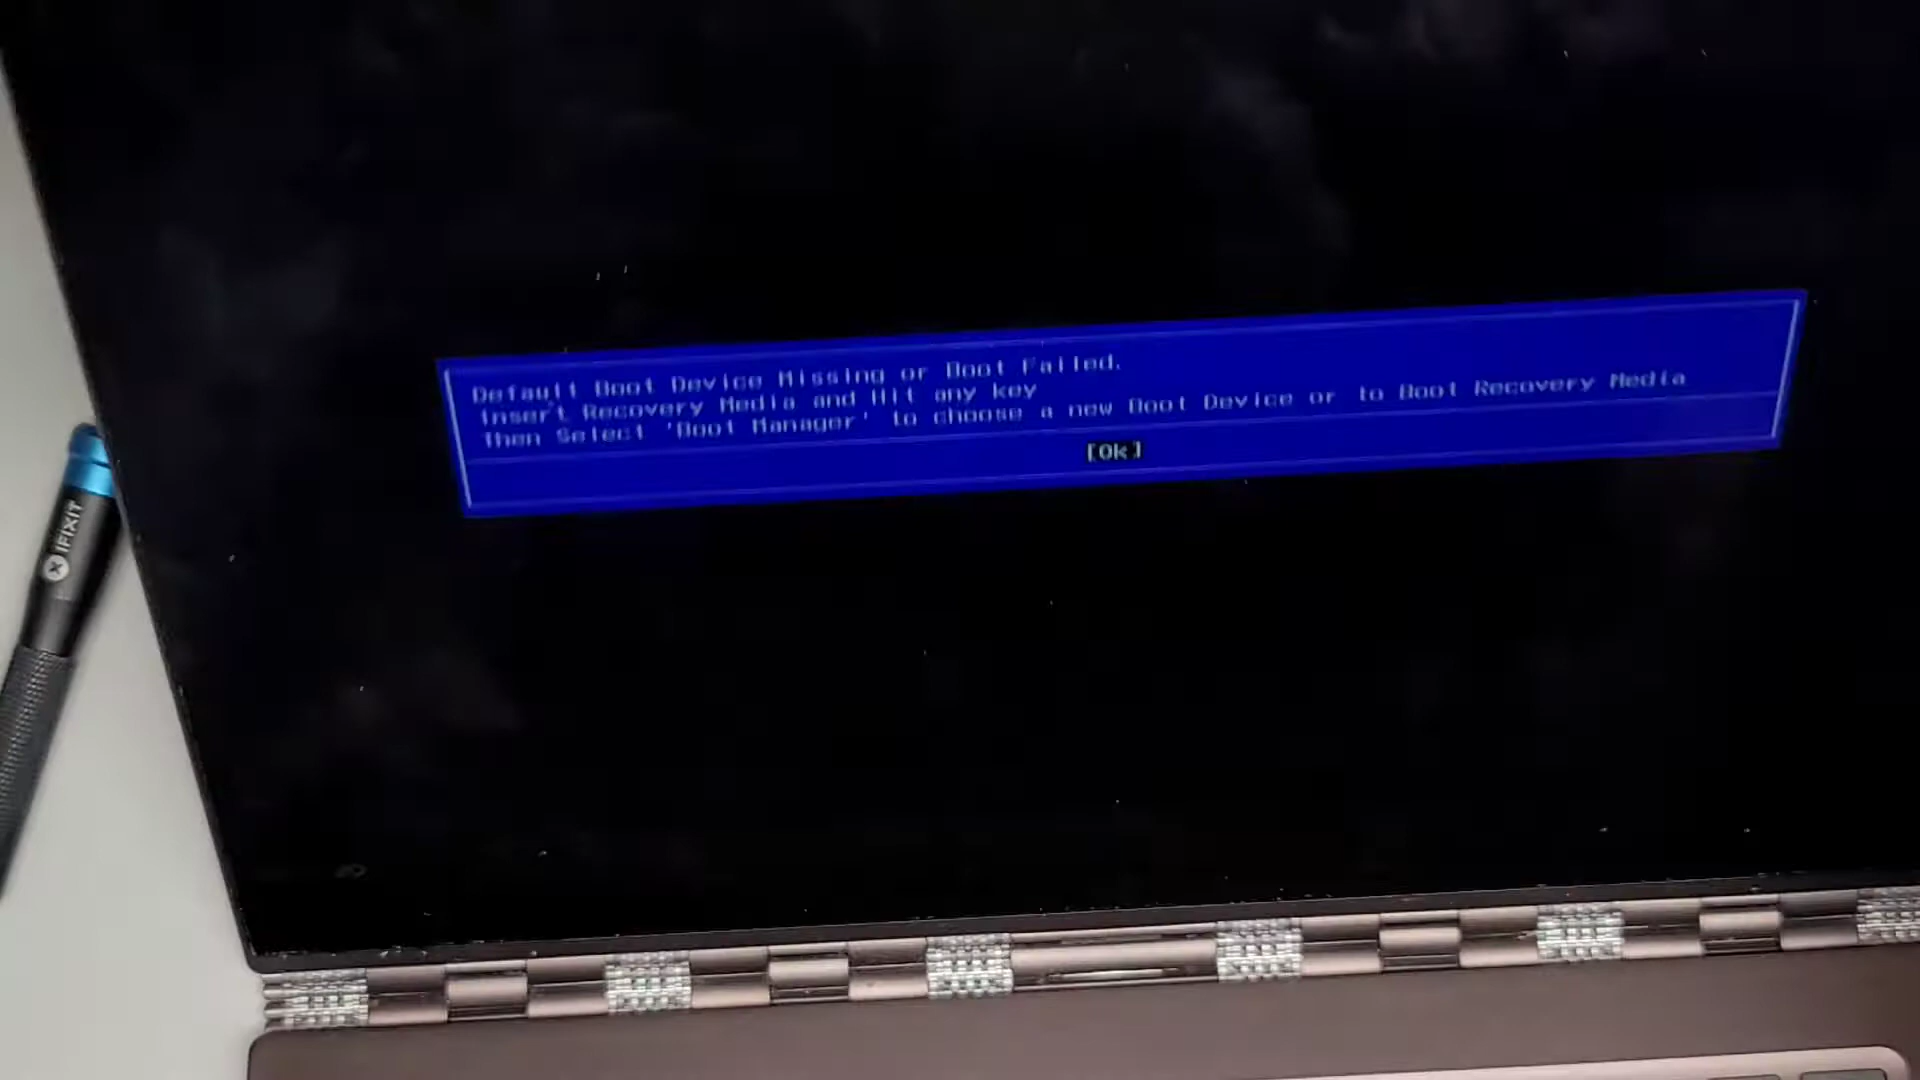 Default Boot Device Missing or Boot Failed.
Insert Recovery Media and Hit any key
Then Select 'Boot Manager' to choose a new Boot Device or to Boot Recovery Media
[Ok]
IFIXIT